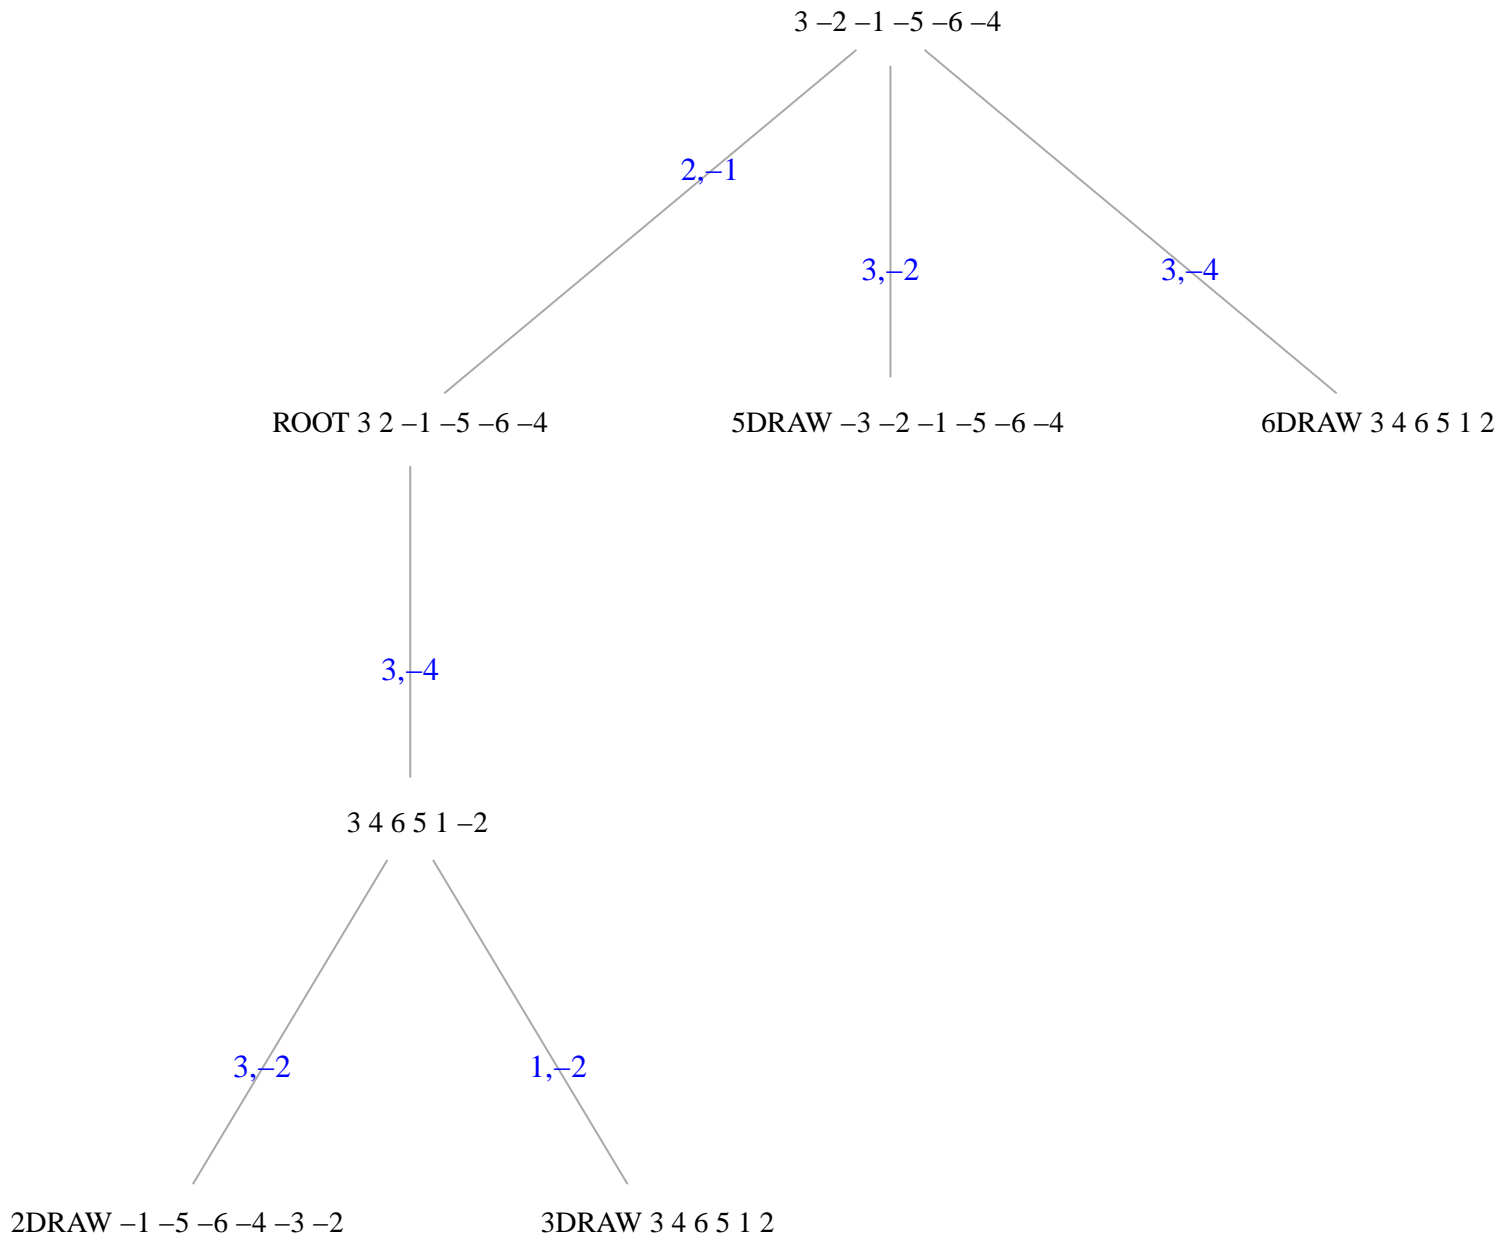 3 –2 –1 –5 –6 –4
2,–1
3,–2
3,–4
ROOT 3 2 –1 –5 –6 –4
5DRAW –3 –2 –1 –5 –6 –4
6DRAW 3 4 6 5 1 2
3,–4
3 4 6 5 1 –2
3,–2
1,–2
2DRAW –1 –5 –6 –4 –3 –2
3DRAW 3 4 6 5 1 2